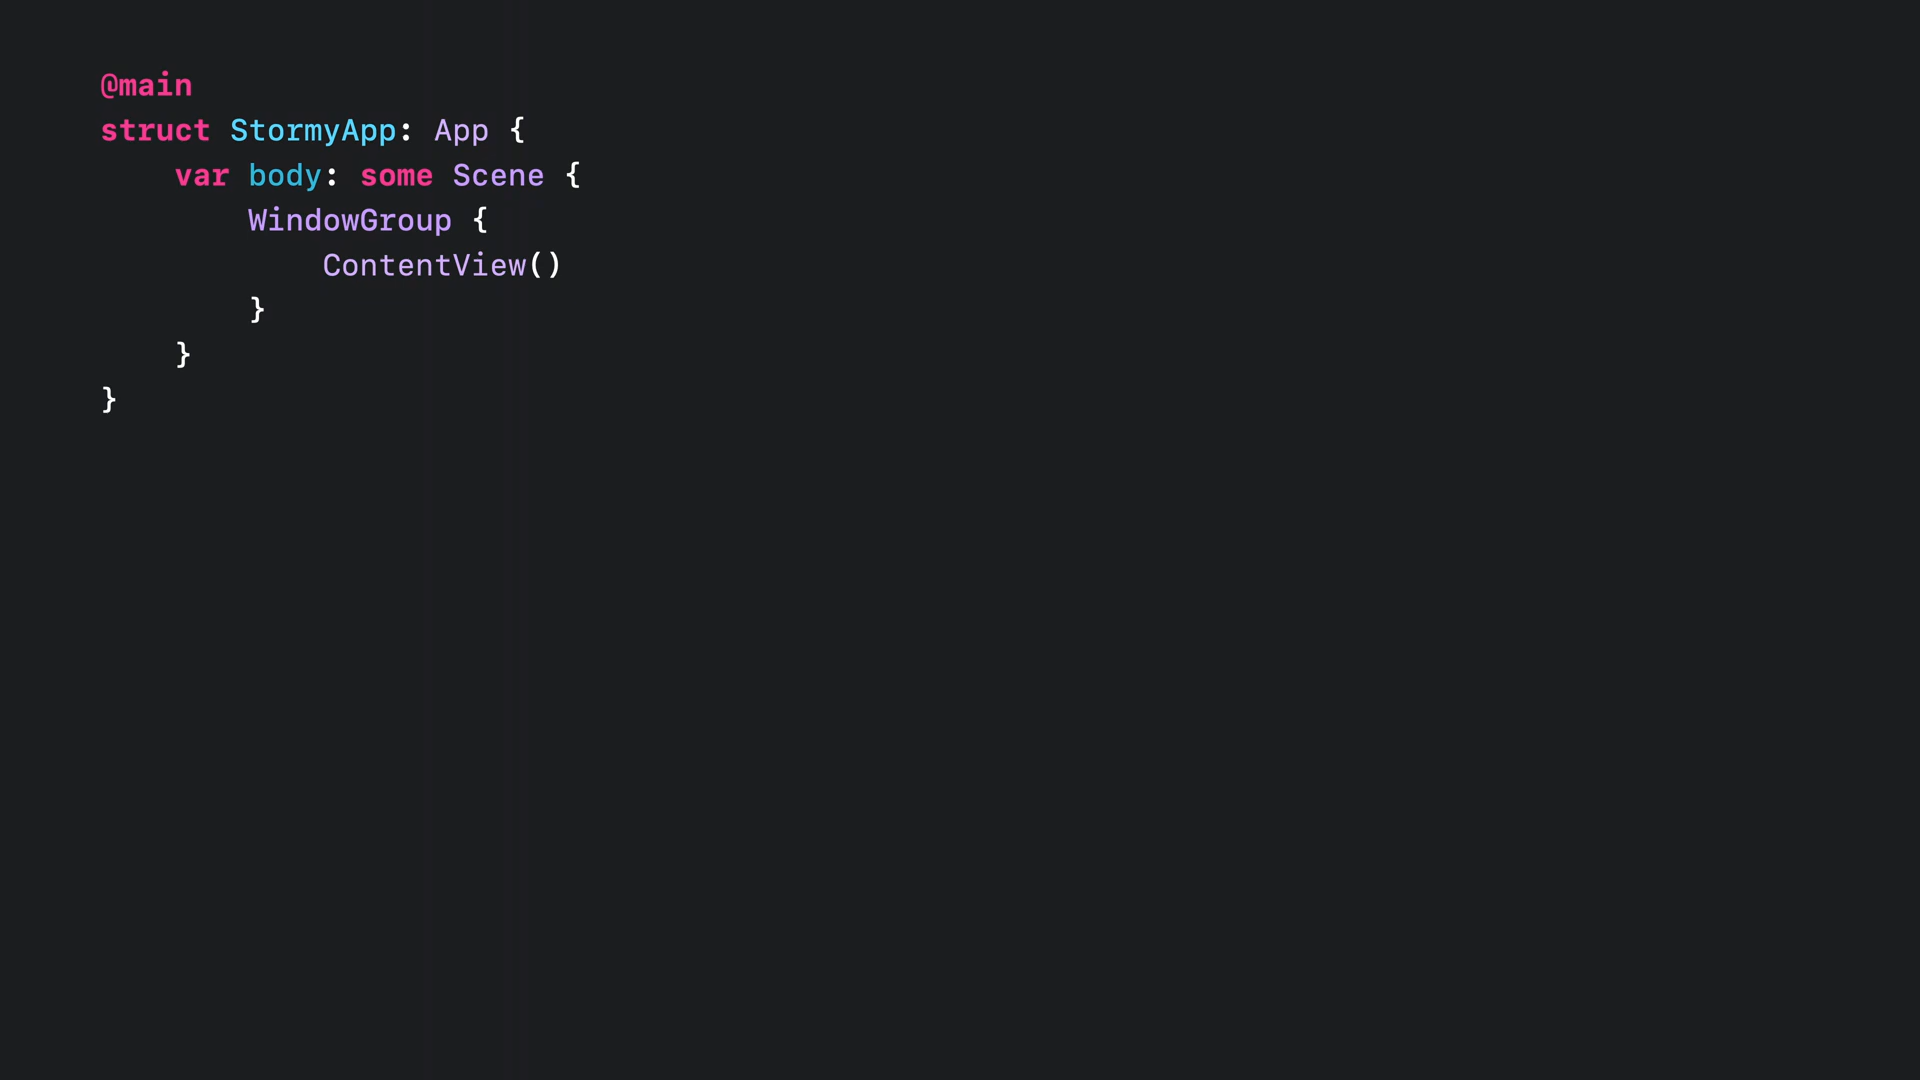 @main
struct StormyApp: App {
    var body: some Scene {
        WindowGroup {
            ContentView()
        }
    }
}